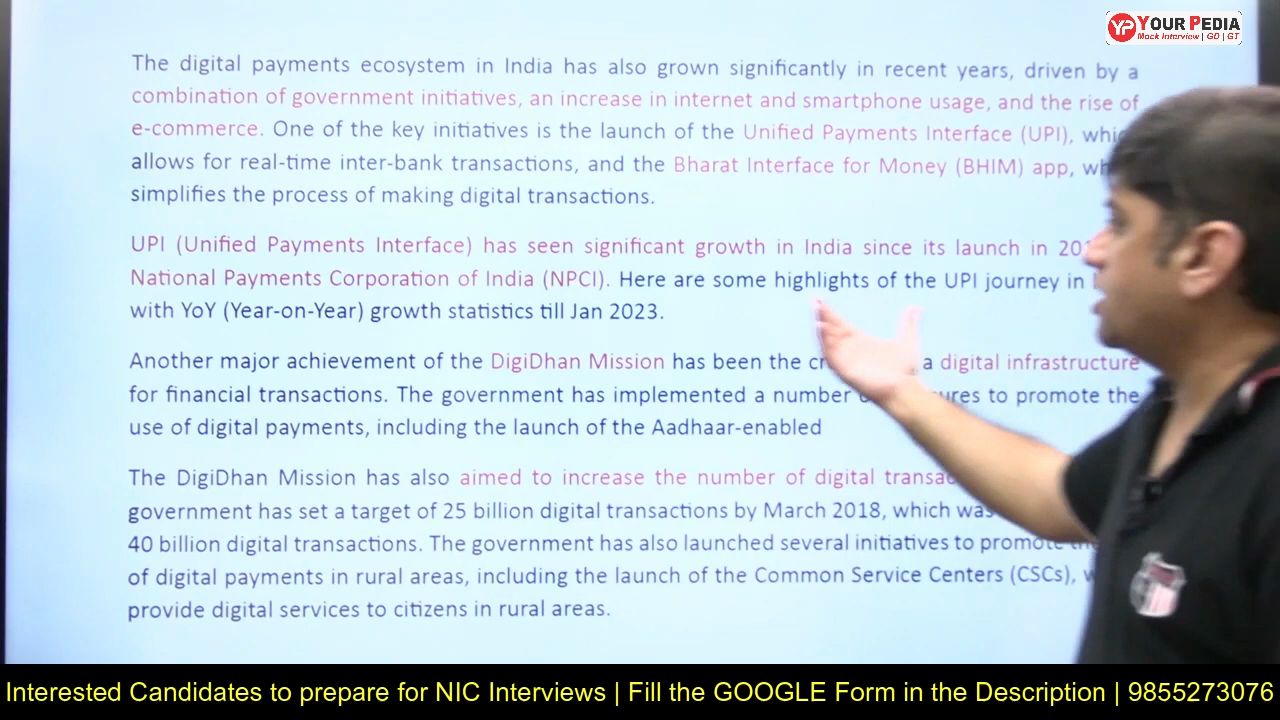 YP YOUR PEDIA
Mock Interview | GD | GT
The digital payments ecosystem in India has also grown significantly in recent years, driven by a
combination of government initiatives, an increase in internet and smartphone usage, and the rise of
e-commerce. One of the key initiatives is the launch of the Unified Payments Interface (UPI),
allows for real-time inter-bank transactions, and the Bharat Interface for Money (BHIM) app,
simplifies the process of making digital transactions.
UPI (Unified Payments Interface) has seen significant growth in India since its launch in
National Payments Corporation of India (NPCI). Here are some highlights of the UPI journey in
with YoY (Year-on-Year) growth statistics till Jan 2023.
Another major achievement of the DigiDhan Mission has been the a digital infrastructure
for financial transactions. The government has implemented a number to promote the
use of digital payments, including the launch of the Aadhaar-enabled
The DigiDhan Mission has also aimed to increase the number of digital
government has set a target of 25 billion digital transactions by March 2018, which was
40 billion digital transactions. The government has also launched several initiatives to promote
of digital payments in rural areas, including the launch of the Common Service Centers (CSCs),
provide digital services to citizens in rural areas.
Interested Candidates to prepare for NIC Interviews | Fill the GOOGLE Form in the Description | 9855273076